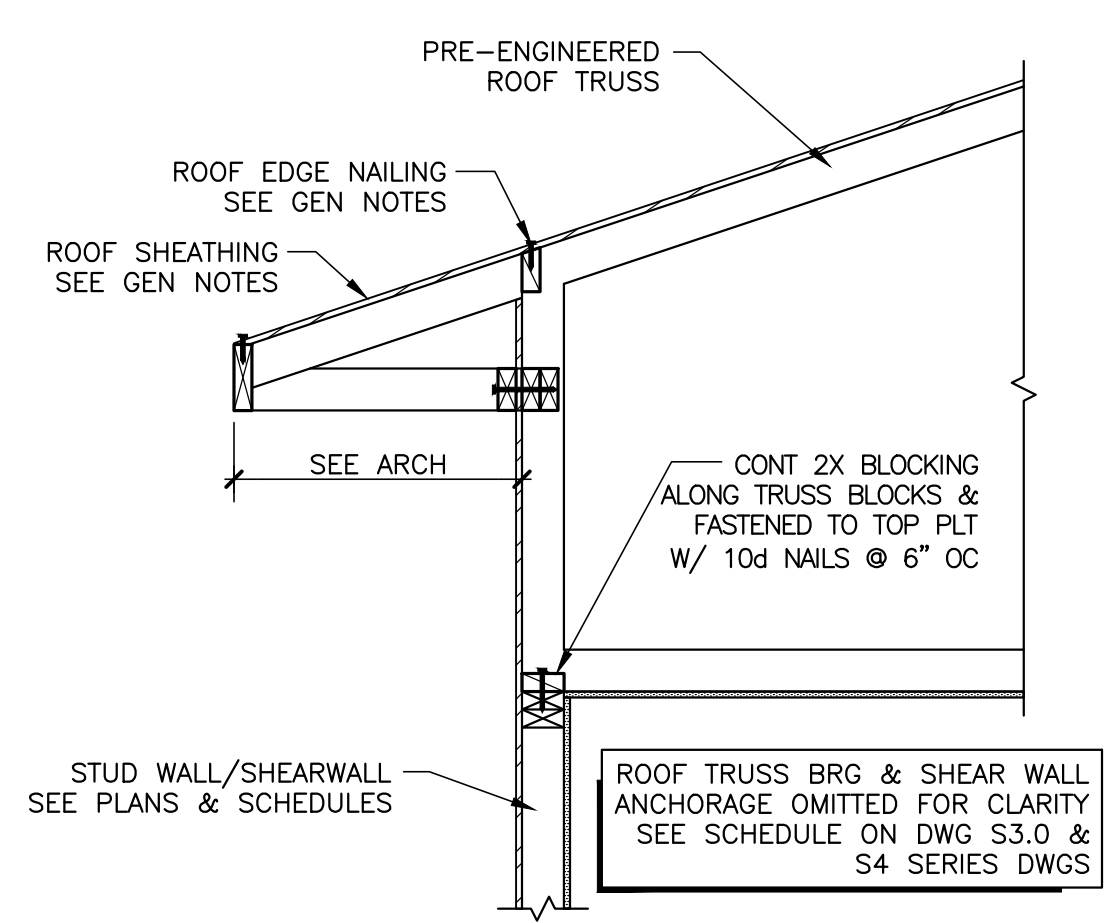 PRE-ENGINEERED
ROOF TRUSS
ROOF EDGE NAILING
SEE GEN NOTES
ROOF SHEATHING
SEE GEN NOTES
SEE ARCH
CONT 2X BLOCKING
ALONG TRUSS BLOCKS &
FASTENED TO TOP PLT
W/ 10d NAILS @ 6" OC
STUD WALL/SHEARWALL
SEE PLANS & SCHEDULES
ROOF TRUSS BRG & SHEAR WALL
ANCHORAGE OMITTED FOR CLARITY
SEE SCHEDULE ON DWG S3.0 &
S4 SERIES DWGS